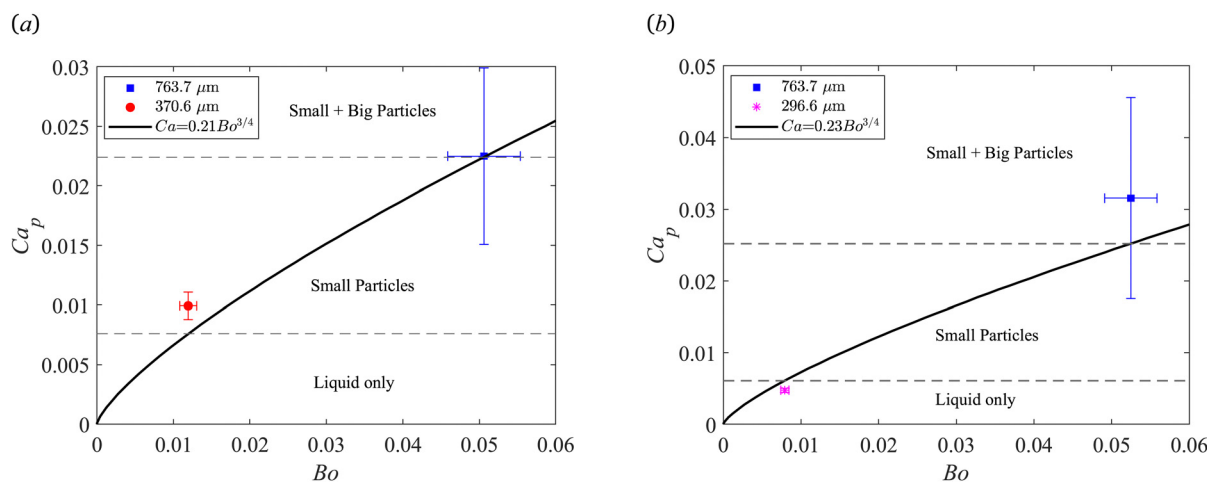 (a)
0.03
0.025
0.02
0.015
0.01
0.005
0
Ca_p
763.7 μm
370.6 μm
Ca=0.21Bo^{3/4}
Small + Big Particles
Small Particles
Liquid only
0 0.01 0.02 0.03 0.04 0.05 0.06
Bo
(b)
0.05
0.04
0.03
0.02
0.01
0
Ca_p
763.7 μm
296.6 μm
Ca=0.23Bo^{3/4}
Small + Big Particles
Small Particles
Liquid only
0 0.01 0.02 0.03 0.04 0.05 0.06
Bo